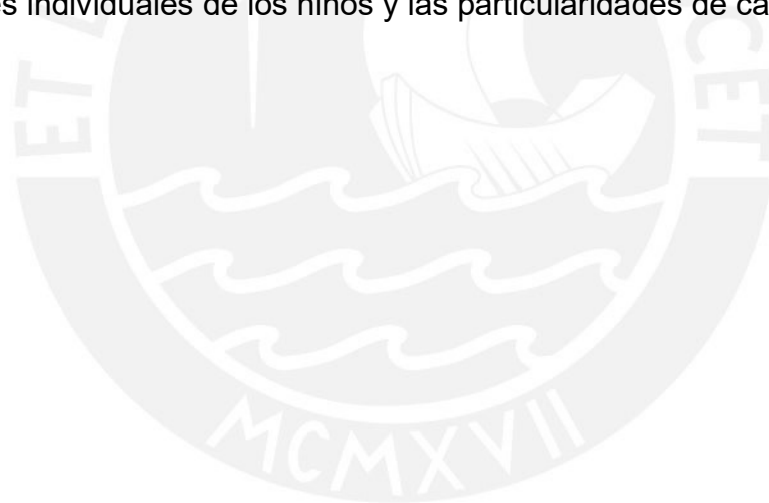 es individuales de los niños y las particularidades de ca
ET
CET
MCMXVII